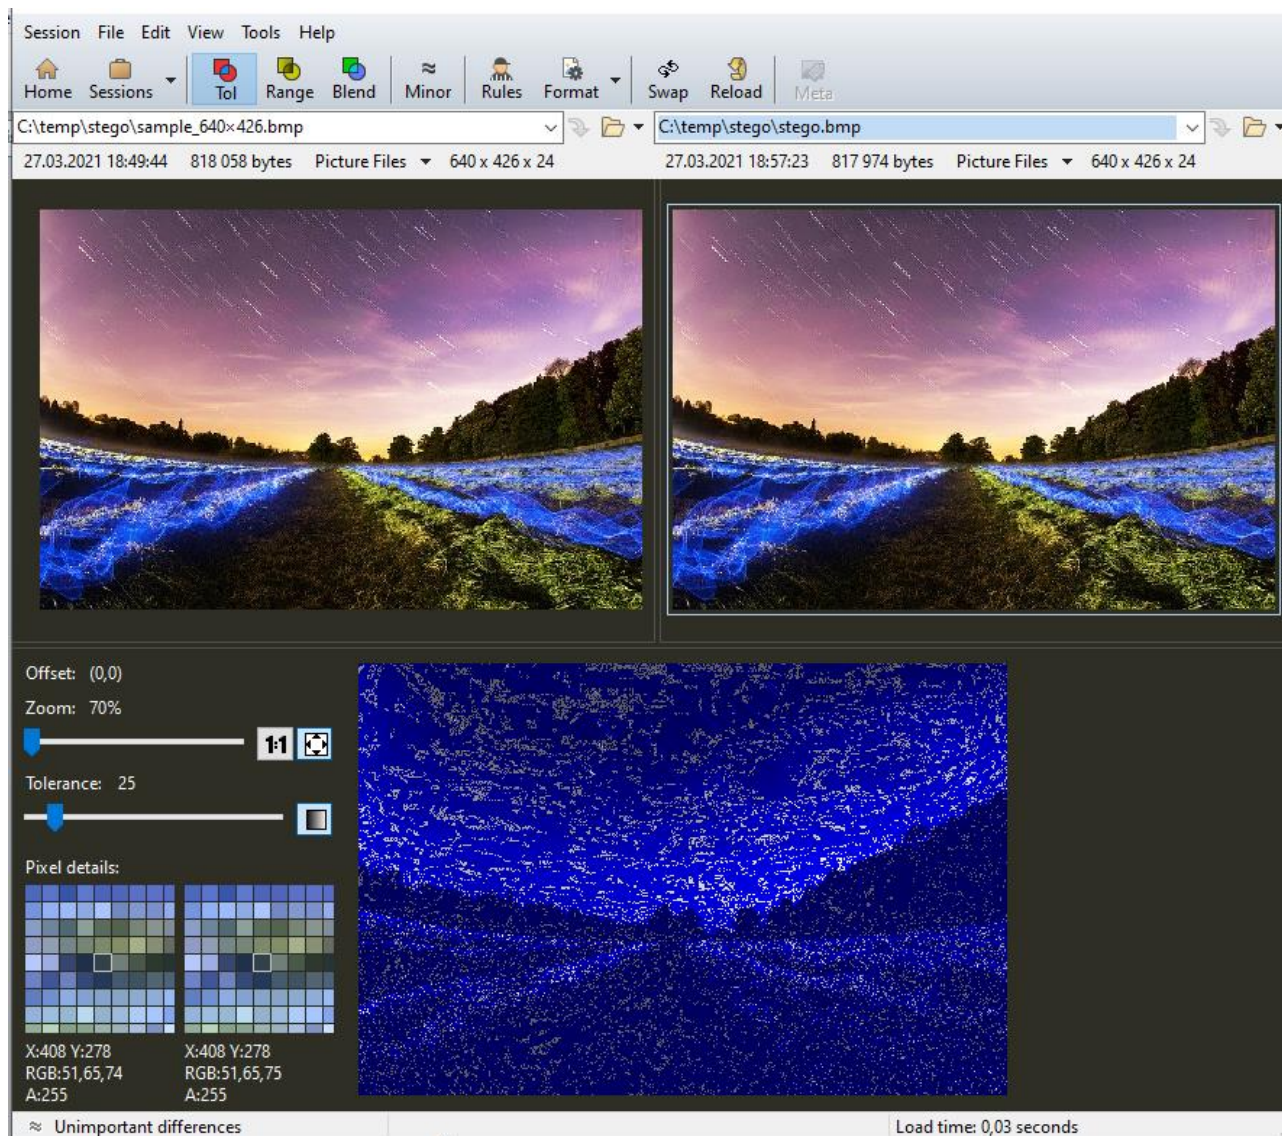 Session File Edit View Tools Help
Home Sessions Tol Range Blend Minor Rules Format Swap Reload Meta
C:\temp\stego\sample_640×426.bmp C:\temp\stego\stego.bmp
27.03.2021 18:49:44 818 058 bytes Picture Files 640 x 426 x 24 27.03.2021 18:57:23 817 974 bytes Picture Files 640 x 426 x 24
Offset: (0,0)
Zoom: 70%
1:1
Tolerance: 25
Pixel details:
X:408 Y:278 X:408 Y:278
RGB:51,65,74 RGB:51,65,75
A:255 A:255
≈ Unimportant differences Load time: 0,03 seconds